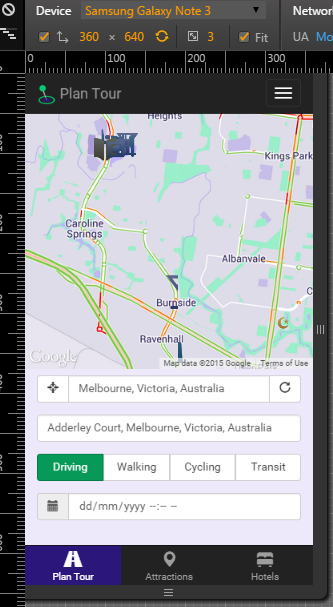 Device Samsung Galaxy Note 3 Networ
360 × 640 3 Fit UA Mo
0 100 200 300
Plan Tour
Heights
Kings Park
Caroline
Springs
Albanvale
Burnside
Ravenhall
Google Map data ©2015 Google Terms of Use
Melbourne, Victoria, Australia
Adderley Court, Melbourne, Victoria, Australia
Driving Walking Cycling Transit
dd/mm/yyyy --:-- --
Plan Tour Attractions Hotels